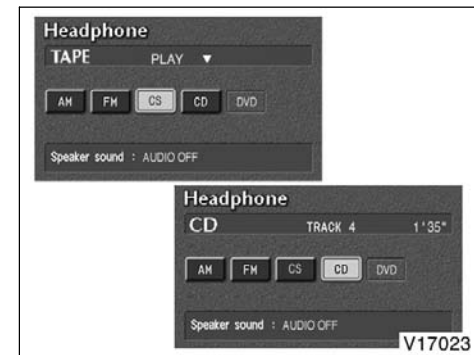 Headphone
TAPE PLAY ▼
AM FM CS CD DVD
Speaker sound : AUDIO OFF
Headphone
CD TRACK 4 1'35"
AM FM CS CD DVD
Speaker sound : AUDIO OFF
V17023